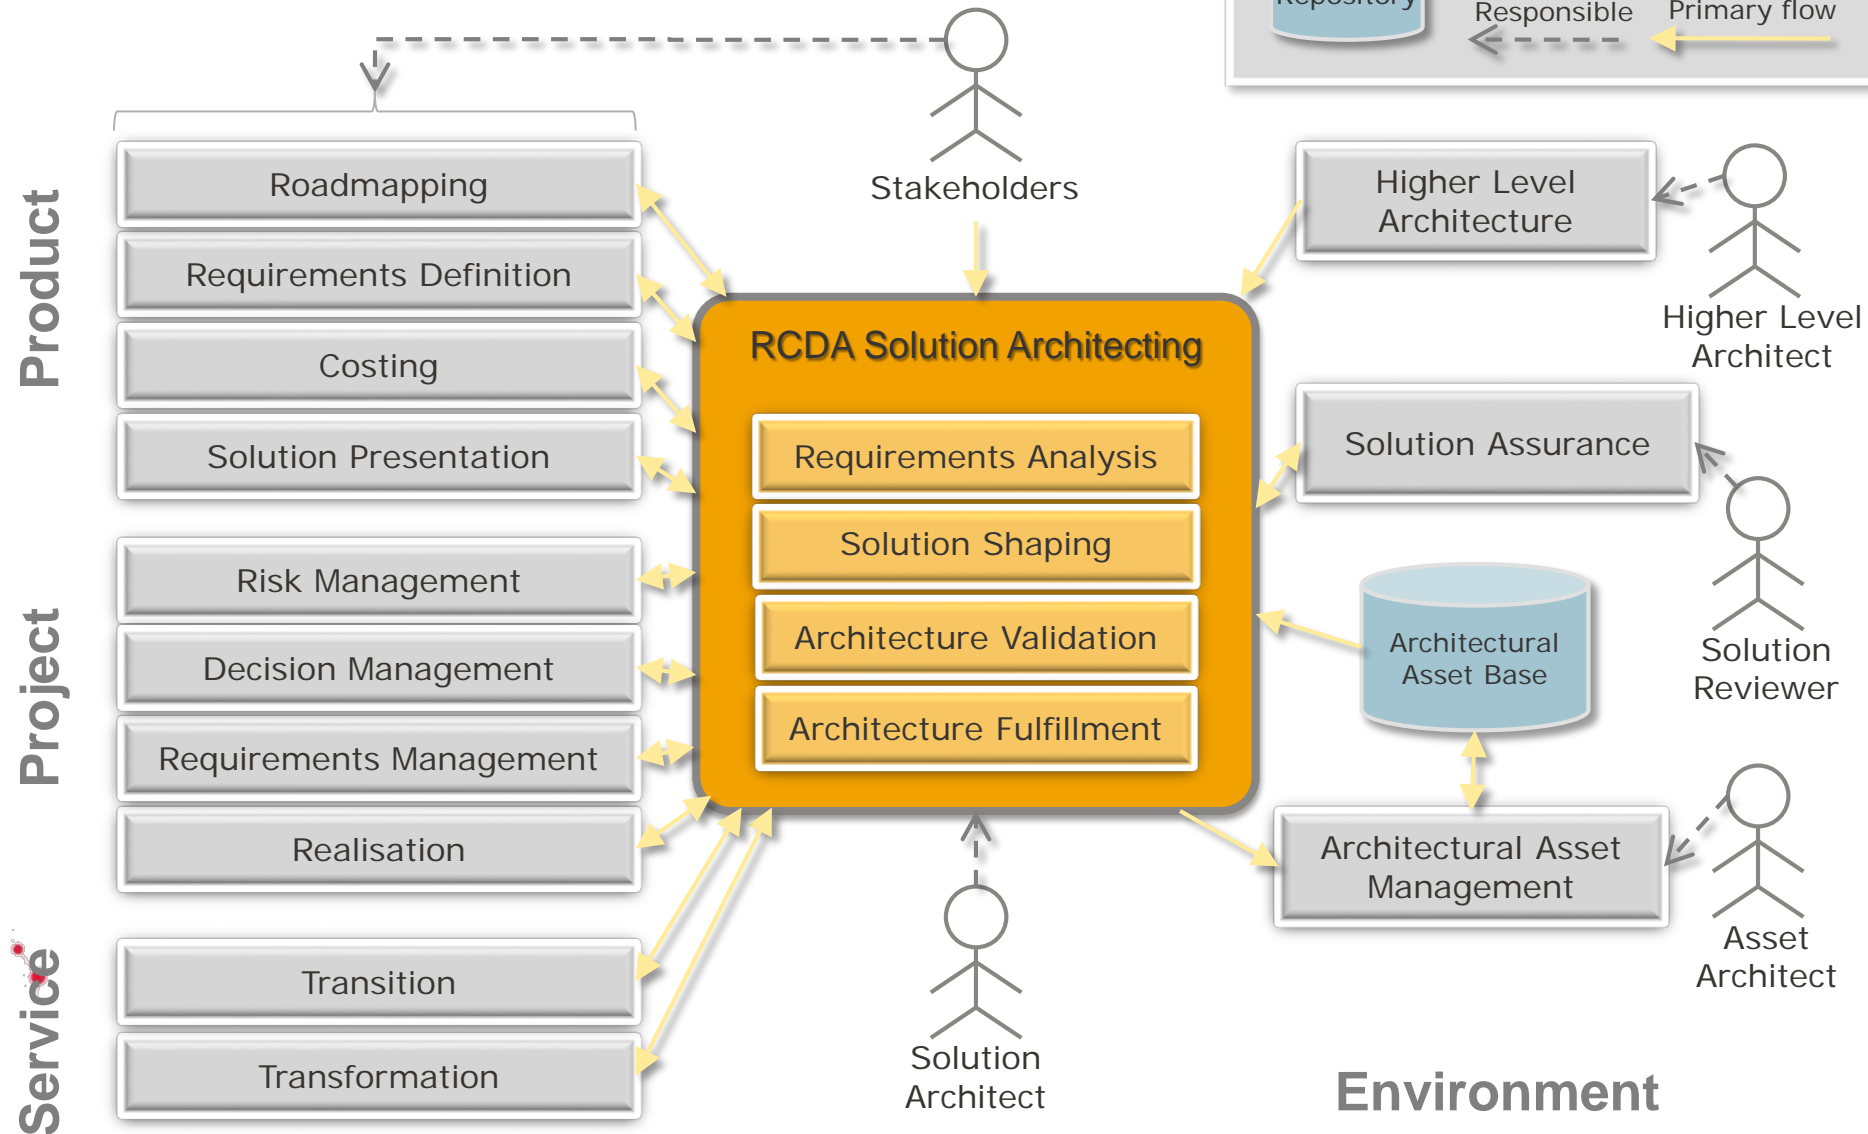 Repository
Responsible
Primary flow
Product
Roadmapping
Requirements Definition
Costing
Solution Presentation
Project
Risk Management
Decision Management
Requirements Management
Realisation
Service
Transition
Transformation
Stakeholders
RCDA Solution Architecting
Requirements Analysis
Solution Shaping
Architecture Validation
Architecture Fulfillment
Solution
Architect
Higher Level
Architecture
Higher Level
Architect
Solution Assurance
Solution
Reviewer
Architectural
Asset Base
Architectural Asset
Management
Asset
Architect
Environment